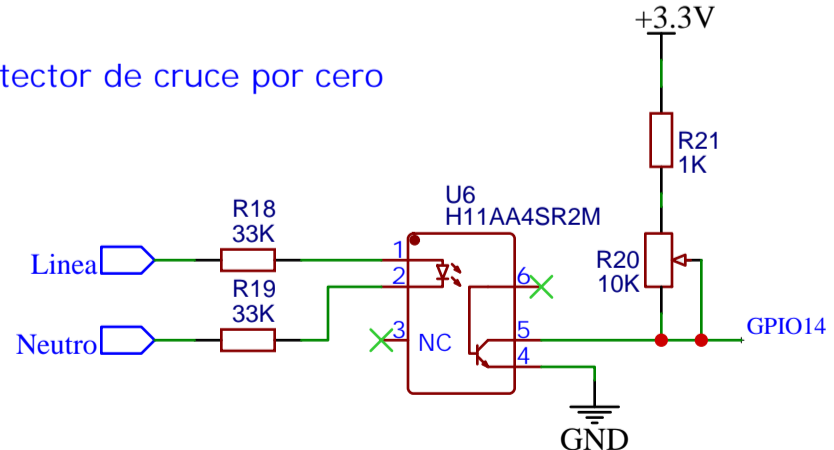 +3.3V
tector de cruce por cero
R21
1K
U6
H11AA4SR2M
R18
33K
Linea
1
2
6
R20
10K
R19
33K
Neutro
3
NC
5
4
GPIO14
GND